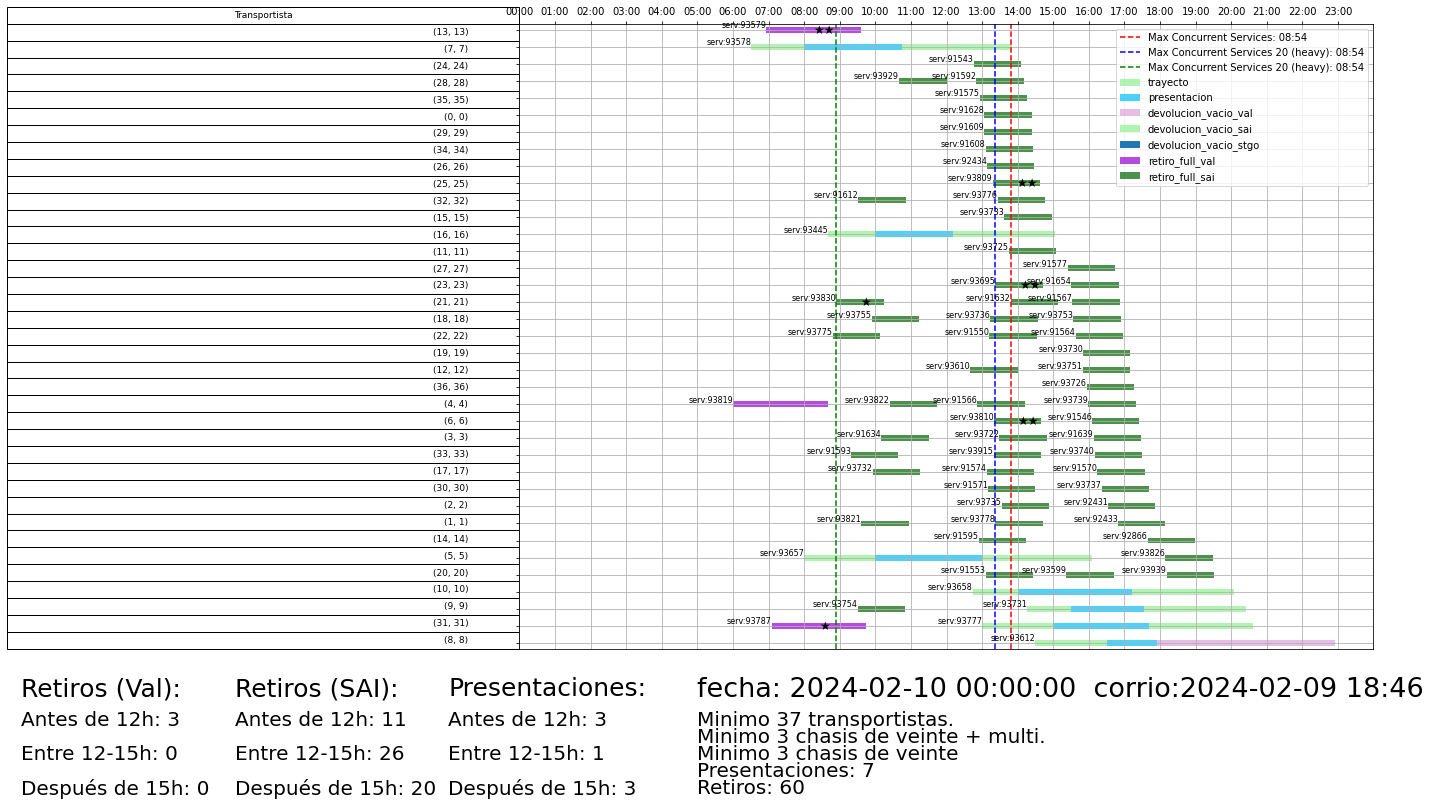 Transportista
00:00 01:00 02:00 03:00 04:00 05:00 06:00 07:00 08:00 09:00 10:00 11:00 12:00 13:00 14:00 15:00 16:00 17:00 18:00 19:00 20:00 21:00 22:00 23:00
(13, 13) serv:93579
(7, 7) serv:93578
(24, 24) serv:91543
(28, 28) serv:93929 serv:91592
(35, 35) serv:91575
(0, 0) serv:91628
(29, 29) serv:91609
(34, 34) serv:91608
(26, 26) serv:92434
(25, 25) serv:93809
(32, 32) serv:91612 serv:93776
(15, 15) serv:93733
(16, 16) serv:93445
(11, 11) serv:93725
(27, 27) serv:91577
(23, 23) serv:93695 serv:91654
(21, 21) serv:93830 serv:91632 serv:91567
(18, 18) serv:93755 serv:93736 serv:93753
(22, 22) serv:93775 serv:91550 serv:91564
(19, 19) serv:93730
(12, 12) serv:93610 serv:93751
(36, 36) serv:93726
(4, 4) serv:93819 serv:93822 serv:91566 serv:93739
(6, 6) serv:93810 serv:91546
(3, 3) serv:91634 serv:93722 serv:91639
(33, 33) serv:91593 serv:93915 serv:93740
(17, 17) serv:93732 serv:91574 serv:91570
(30, 30) serv:91571 serv:93737
(2, 2) serv:93735 serv:92431
(1, 1) serv:93821 serv:93778 serv:92433
(14, 14) serv:91595 serv:92866
(5, 5) serv:93657 serv:93826
(20, 20) serv:91553 serv:93599 serv:93939
(10, 10) serv:93658
(9, 9) serv:93754 serv:93731
(31, 31) serv:93787 serv:93777
(8, 8) serv:93612
Max Concurrent Services: 08:54
Max Concurrent Services 20 (heavy): 08:54
Max Concurrent Services 20 (heavy): 08:54
trayecto
presentacion
devolucion_vacio_val
devolucion_vacio_sai
devolucion_vacio_stgo
retiro_full_val
retiro_full_sai
Retiros (Val):
Antes de 12h: 3
Entre 12-15h: 0
Después de 15h: 0
Retiros (SAI):
Antes de 12h: 11
Entre 12-15h: 26
Después de 15h: 20
Presentaciones:
Antes de 12h: 3
Entre 12-15h: 1
Después de 15h: 3
fecha: 2024-02-10 00:00:00 corrio:2024-02-09 18:46
Minimo 37 transportistas.
Minimo 3 chasis de veinte + multi.
Minimo 3 chasis de veinte
Presentaciones: 7
Retiros: 60